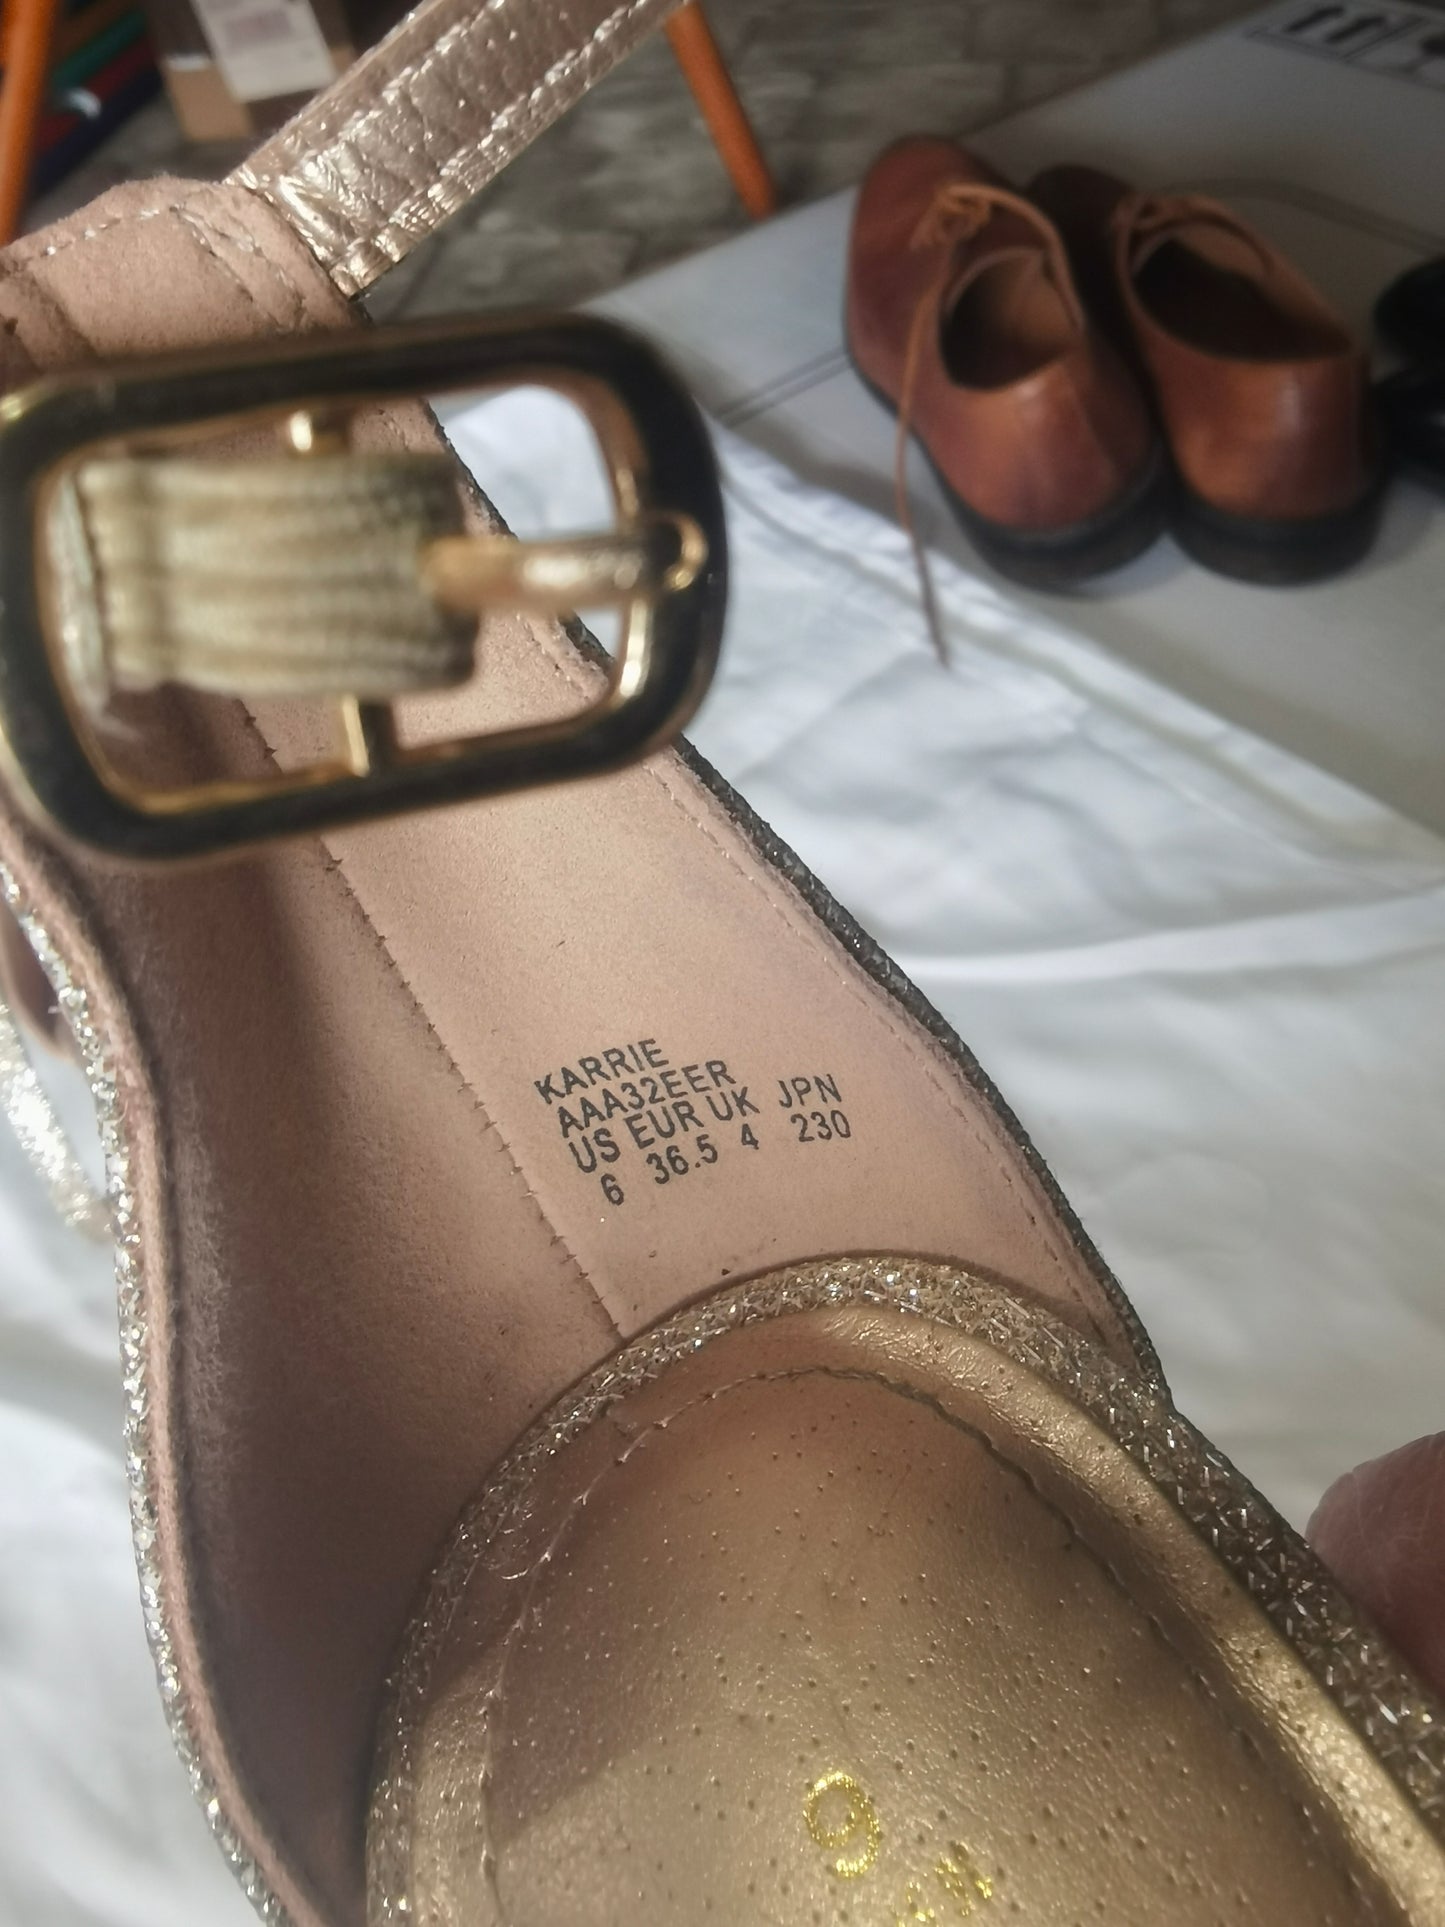 KARRIE
AAA32EER
US EUR UK JPN
6 36.5 4 230